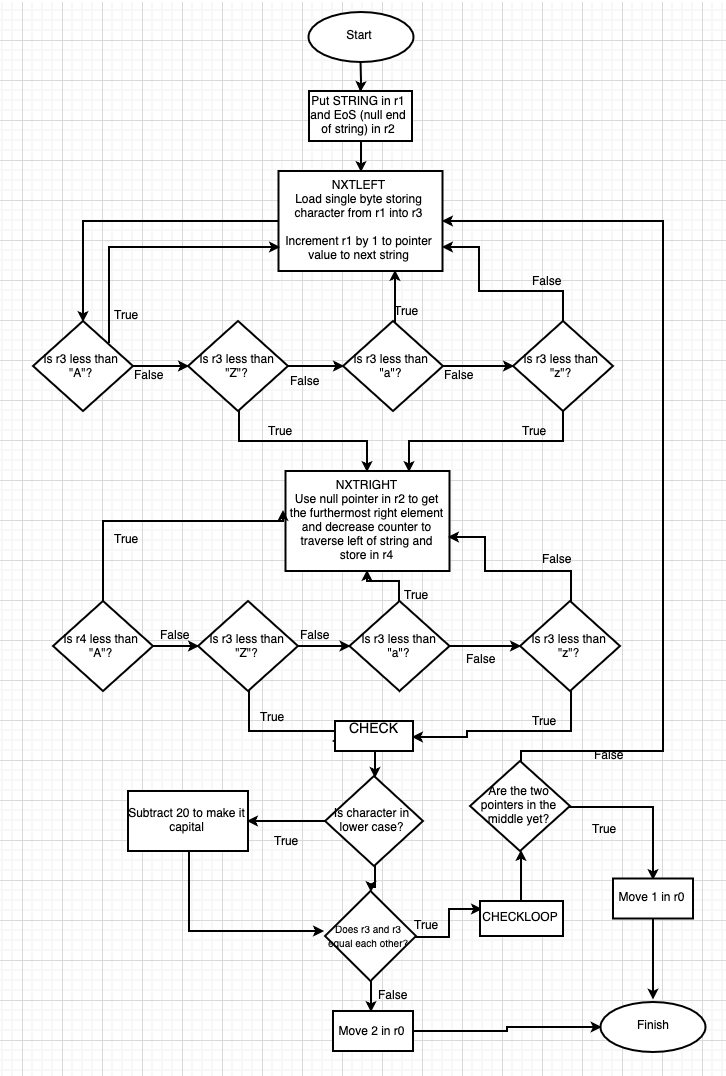 Start
Put STRING in r1
and EoS (null end
of string) in r2
NXTLEFT
Load single byte storing
character from r1 into r3
Increment r1 by 1 to pointer
value to next string
True
True
False
Is r3 less than
"A"?
False
Is r3 less than
"Z"?
False
Is r3 less than
"a"?
False
Is r3 less than
"z"?
True
True
NXTRIGHT
Use null pointer in r2 to get
the furthermost right element
and decrease counter to
traverse left of string and
store in r4
True
True
False
Is r4 less than
"A"?
False
Is r3 less than
"Z"?
False
Is r3 less than
"a"?
False
Is r3 less than
"z"?
True
True
CHECK
False
Subtract 20 to make it
capital
True
Is character in
lower case?
Are the two
pointers in the
middle yet?
True
Move 1 in r0
Does r3 and r3
equal each other?
True
CHECKLOOP
False
Move 2 in r0
Finish